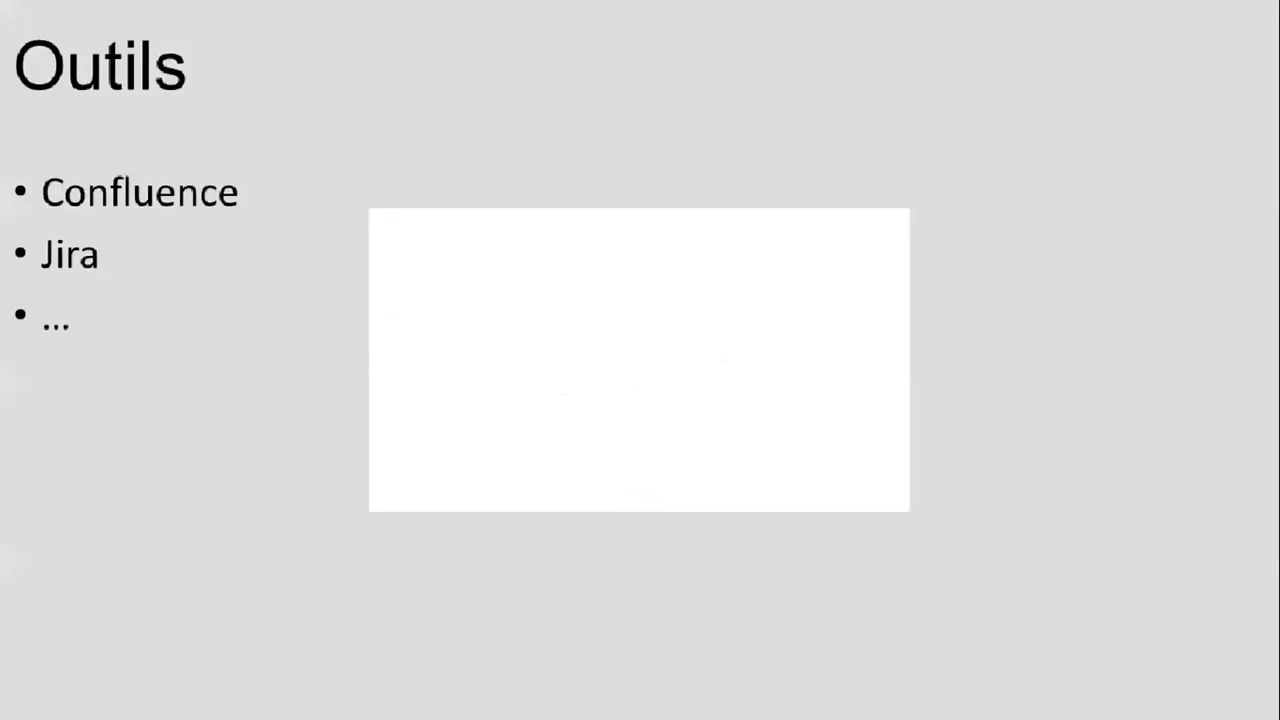 Outils
• Confluence
• Jira
• ...